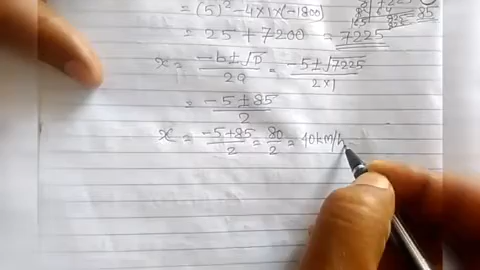 = (5)² - 4×1×(-1800)
= 25 + 7200 = 7225
x = -b±√D/2a = -5±√7225/2×1
= -5±85/2
x = -5+85/2 = 80/2 = 40km/h